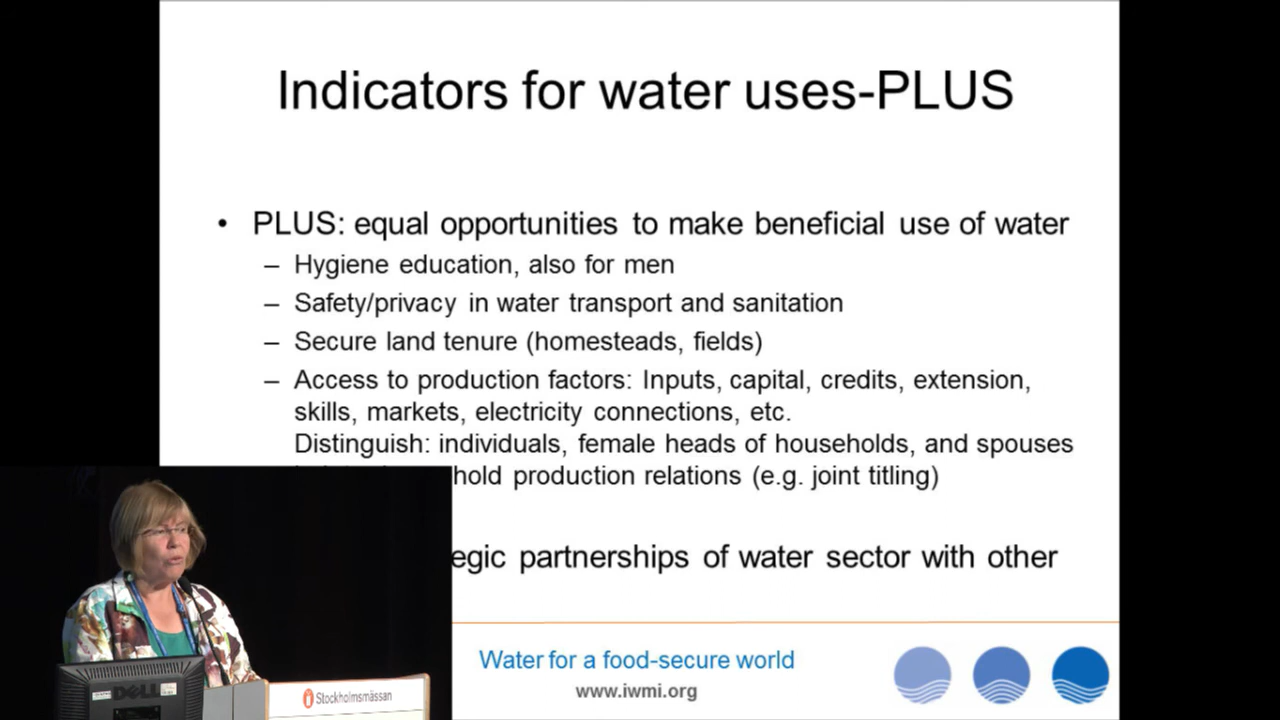 Indicators for water uses-PLUS
• PLUS: equal opportunities to make beneficial use of water
– Hygiene education, also for men
– Safety/privacy in water transport and sanitation
– Secure land tenure (homesteads, fields)
– Access to production factors: Inputs, capital, credits, extension,
skills, markets, electricity connections, etc.
Distinguish: individuals, female heads of households, and spouses
hold production relations (e.g. joint titling)
egic partnerships of water sector with other
Water for a food-secure world
www.iwmi.org
DELL
Stockholmsmässan